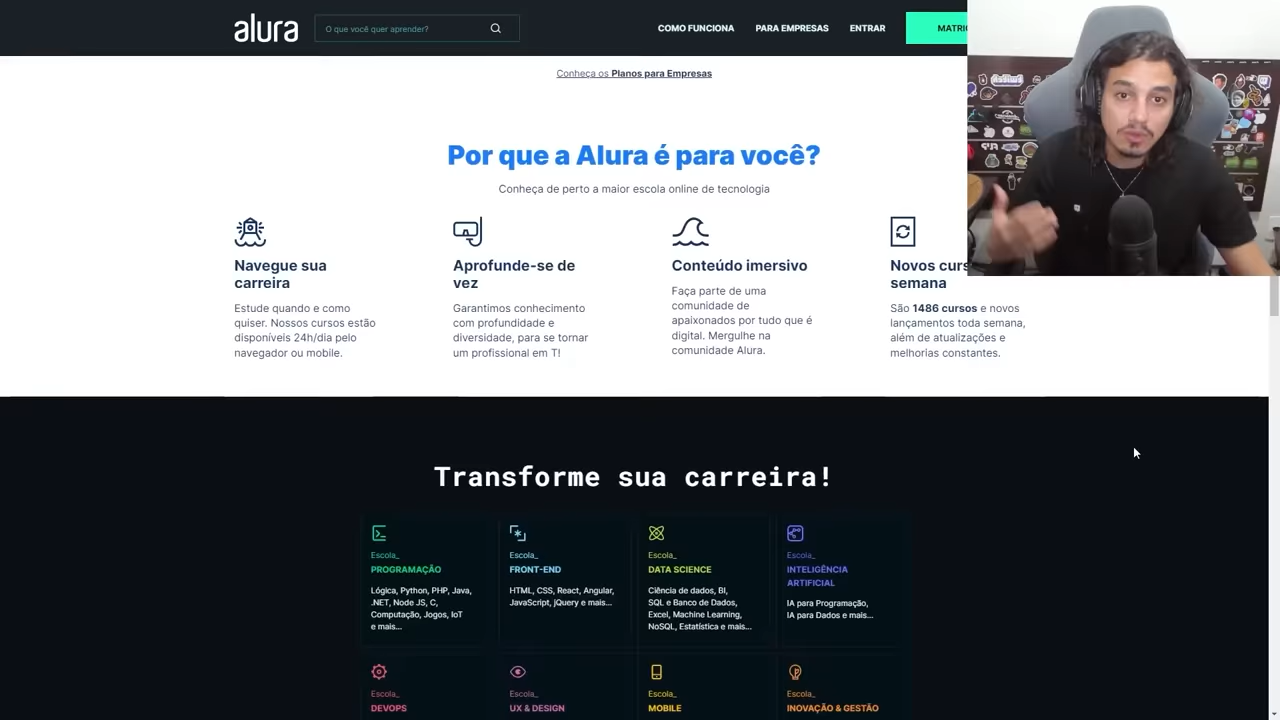 alura
O que você quer aprender?
COMO FUNCIONA
PARA EMPRESAS
ENTRAR
Conheça os Planos para Empresas
Por que a Alura é para você?
Conheça de perto a maior escola online de tecnologia
Navegue sua
carreira
Estude quando e como
quiser. Nossos cursos estão
disponíveis 24h/dia pelo
navegador ou mobile.
Aprofunde-se de
vez
Garantimos conhecimento
com profundidade e
diversidade, para se tornar
um profissional em T!
Conteúdo imersivo
Faça parte de uma
comunidade de
apaixonados por tudo que é
digital. Mergulhe na
comunidade Alura.
Novos
semana
São 1486 cursos e novos
lançamentos toda semana,
além de atualizações e
melhorias constantes.
Transforme sua carreira!
Escola_
PROGRAMAÇÃO
Lógica, Python, PHP, Java,
.NET, Node JS, C,
Computação, Jogos, IoT
e mais...
Escola_
FRONT-END
HTML, CSS, React, Angular,
JavaScript, jQuery e mais...
Escola_
DATA SCIENCE
Ciência de dados, BI,
SQL e Banco de Dados,
Excel, Machine Learning,
NoSQL, Estatística e mais...
Escola_
INTELIGÊNCIA
ARTIFICIAL
IA para Programação,
IA para Dados e mais...
Escola_
DEVOPS
Escola_
UX & DESIGN
Escola_
MOBILE
Escola_
INOVAÇÃO & GESTÃO